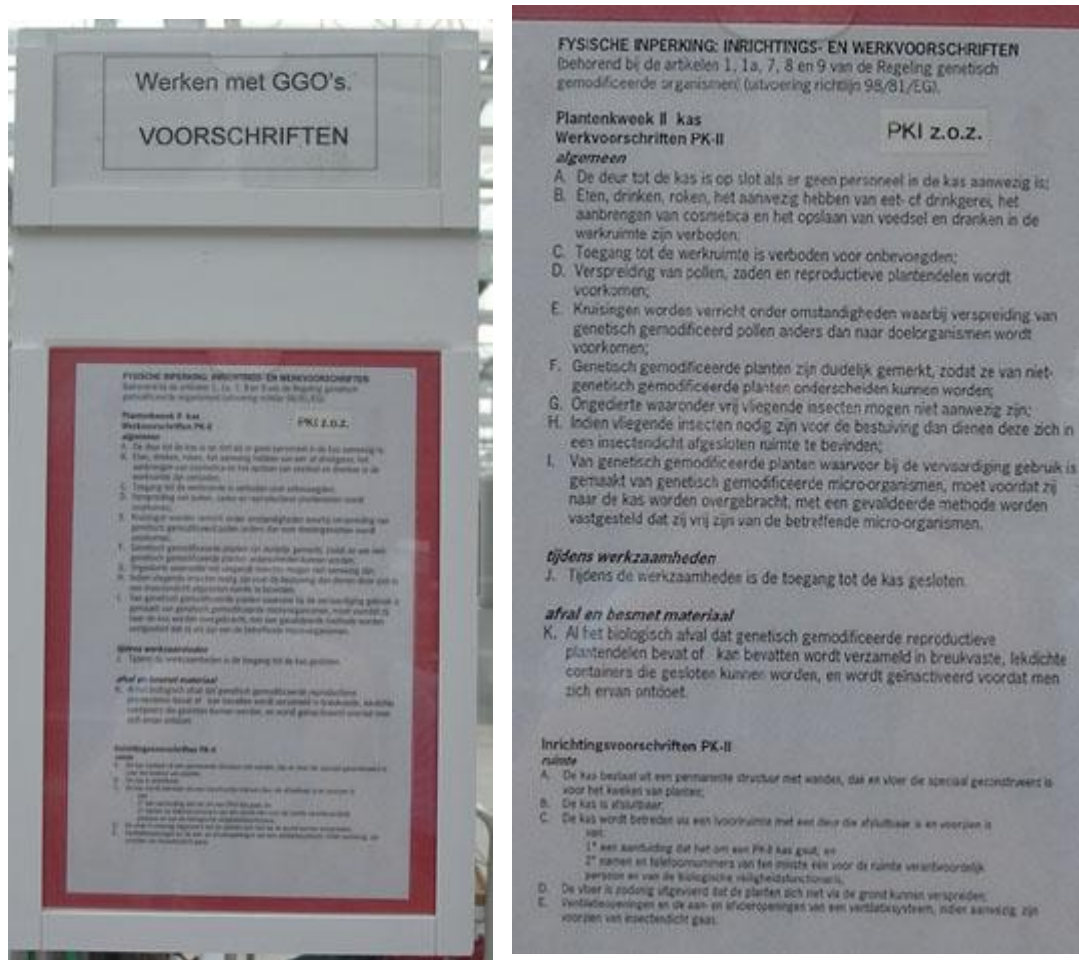 Werken met GGO's.
VOORSCHRIFTEN
FYSISCHE INPERKING: INRICHTINGS- EN WERKVOORSCHRIFTEN
(behorend bij de artikelen 1, 1a, 7, 8 en 9 van de Regeling genetisch
gemodificeerde organismen) (uitvoering richtlijn 98/81/EG).
Plantenkweek II kas
Werkvoorschriften PK-II
PKI z.o.z.
algemeen
A. De deur tot de kas is op slot als er geen personeel in de kas aanwezig is;
B. Eten, drinken, roken, het aanwezig hebben van eet- of drinkgerei, het
aanbrengen van cosmetica en het opslaan van voedsel en dranken in de
werkruimte zijn verboden;
C. Toegang tot de werkruimte is verboden voor onbevoegden;
D. Verspreiding van pollen, zaden en reproductieve plantendelen wordt
voorkomen;
E. Kruisingen worden verricht onder omstandigheden waarbij verspreiding van
genetisch gemodificeerd pollen anders dan naar doelorganismen wordt
voorkomen;
F. Genetisch gemodificeerde planten zijn duidelijk gemerkt, zodat ze van niet-
genetisch gemodificeerde planten onderscheiden kunnen worden;
G. Ongedierte waaronder vrij vliegende insecten mogen niet aanwezig zijn;
H. Indien vliegende insecten nodig zijn voor de bestuiving dan dienen deze zich in
een insectendicht afgesloten ruimte te bevinden;
I. Van genetisch gemodificeerde planten waarvoor bij de vervaardiging gebruik is
gemaakt van genetisch gemodificeerde micro-organismen, moet voordat zij
naar de kas worden overgebracht, met een gevalideerde methode worden
vastgesteld dat zij vrij zijn van de betreffende micro-organismen.
tijdens werkzaamheden
J. Tijdens de werkzaamheden is de toegang tot de kas gesloten.
afval en besmet materiaal
K. Al het biologisch afval dat genetisch gemodificeerde reproductieve
plantendelen bevat of kan bevatten wordt verzameld in breukvaste, lekdichte
containers die gesloten kunnen worden, en wordt geïnactiveerd voordat men
zich ervan ontdoet.
Inrichtingsvoorschriften PK-II
ruimte
A. De kas bestaat uit een permanente structuur met wanden, dak en vloer die speciaal geconstrueerd is
voor het kweken van planten;
B. De kas is afsluitbaar;
C. De kas wordt betreden via een (voor)ruimte met een deur die afsluitbaar is en voorzien is
van:
1° een aanduiding dat het om een PK-II kas gaat; en
2° namen en telefoonnummers van ten minste één voor de ruimte verantwoordelijk
persoon en van de biologische veiligheidsfunctionaris.
D. De vloer is zodanig uitgevoerd dat de planten zich niet via de grond kunnen verspreiden;
E. Ventilatieopeningen en de aan- en afvoeropeningen van een ventilatiesysteem, indien aanwezig, zijn
voorzien van insectendicht gaas.